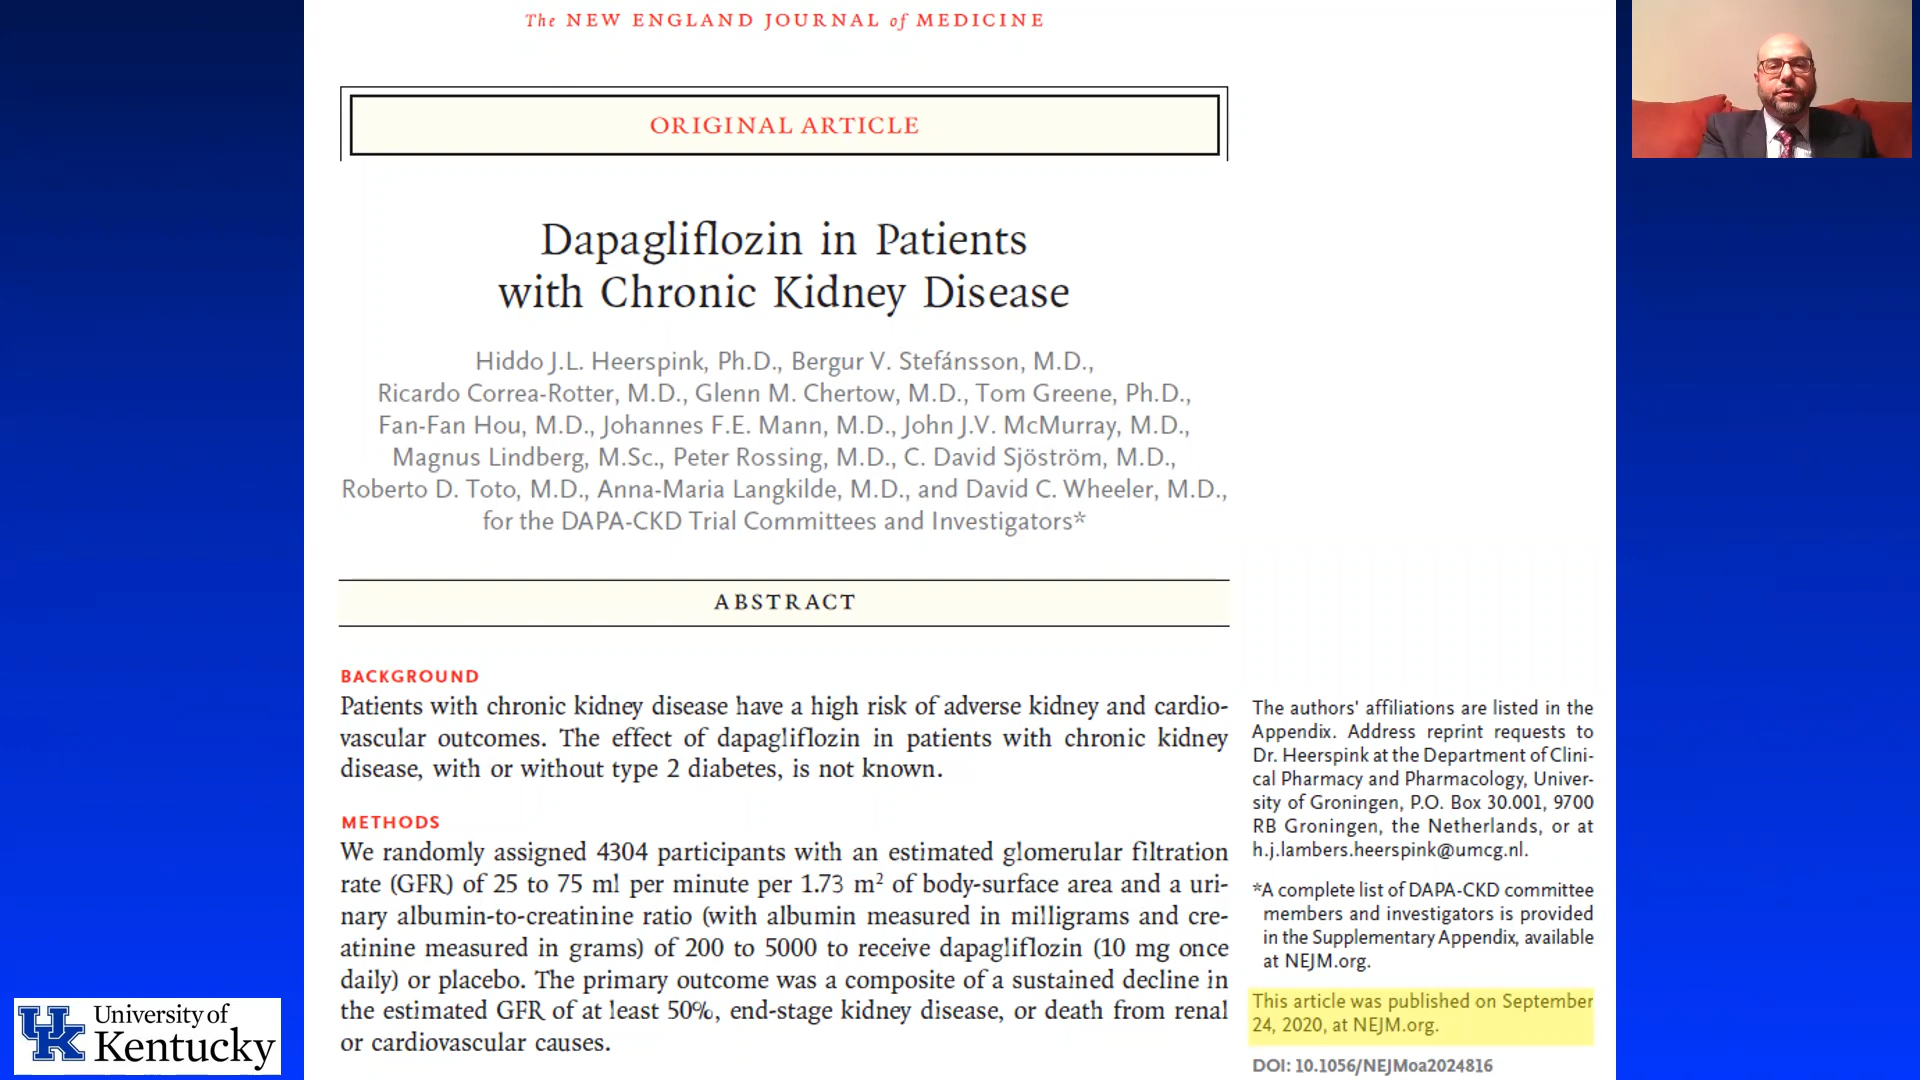 The NEW ENGLAND JOURNAL of MEDICINE
ORIGINAL ARTICLE
Dapagliflozin in Patients
with Chronic Kidney Disease
Hiddo J.L. Heerspink, Ph.D., Bergur V. Stefánsson, M.D.,
Ricardo Correa-Rotter, M.D., Glenn M. Chertow, M.D., Tom Greene, Ph.D.,
Fan-Fan Hou, M.D., Johannes F.E. Mann, M.D., John J.V. McMurray, M.D.,
Magnus Lindberg, M.Sc., Peter Rossing, M.D., C. David Sjöström, M.D.,
Roberto D. Toto, M.D., Anna-Maria Langkilde, M.D., and David C. Wheeler, M.D.,
for the DAPA-CKD Trial Committees and Investigators*
ABSTRACT
BACKGROUND
Patients with chronic kidney disease have a high risk of adverse kidney and cardio-
vascular outcomes. The effect of dapagliflozin in patients with chronic kidney
disease, with or without type 2 diabetes, is not known.
METHODS
We randomly assigned 4304 participants with an estimated glomerular filtration
rate (GFR) of 25 to 75 ml per minute per 1.73 m² of body-surface area and a uri-
nary albumin-to-creatinine ratio (with albumin measured in milligrams and cre-
atinine measured in grams) of 200 to 5000 to receive dapagliflozin (10 mg once
daily) or placebo. The primary outcome was a composite of a sustained decline in
the estimated GFR of at least 50%, end-stage kidney disease, or death from renal
or cardiovascular causes.
The authors' affiliations are listed in the
Appendix. Address reprint requests to
Dr. Heerspink at the Department of Clini-
cal Pharmacy and Pharmacology, Univer-
sity of Groningen, P.O. Box 30.001, 9700
RB Groningen, the Netherlands, or at
h.j.lambers.heerspink@umcg.nl.
*A complete list of DAPA-CKD committee
members and investigators is provided
in the Supplementary Appendix, available
at NEJM.org.
This article was published on September
24, 2020, at NEJM.org.
DOI: 10.1056/NEJMoa2024816
UK
University of
Kentucky